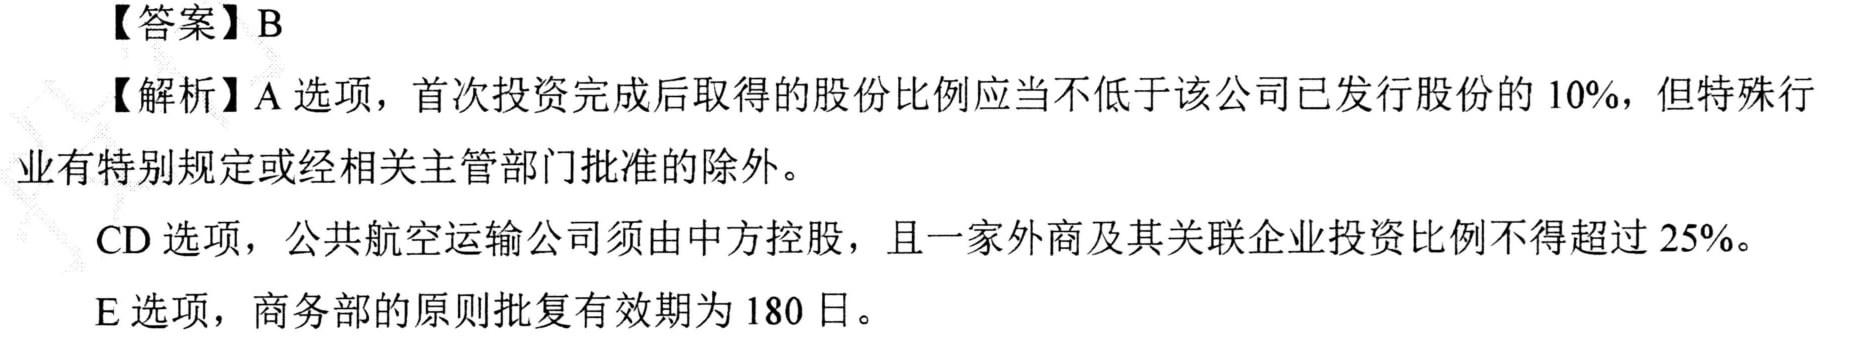 【答案】B
【解析】A 选项，首次投资完成后取得的股份比例应当不低于该公司已发行股份的 10%，但特殊行
业有特别规定或经相关主管部门批准的除外。
CD 选项，公共航空运输公司须由中方控股，且一家外商及其关联企业投资比例不得超过 25%。
E 选项，商务部的原则批复有效期为 180 日。